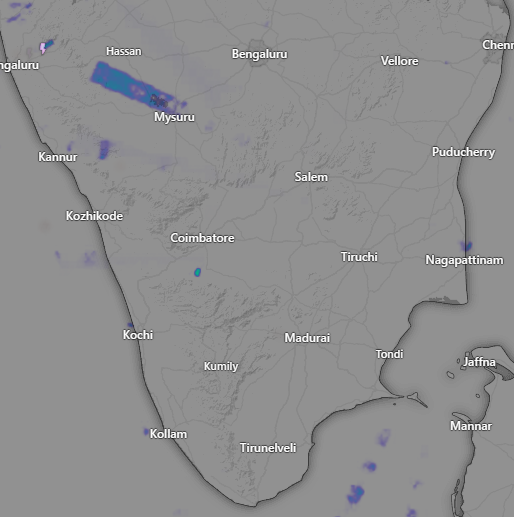 Hassan
Bengaluru
Vellore
Chenn
ngaluru
Mysuru
Kannur
Puducherry
Salem
Kozhikode
Coimbatore
Tiruchi
Nagapattinam
Kochi
Madurai
Tondi
Kumily
Jaffna
Mannar
Kollam
Tirunelveli